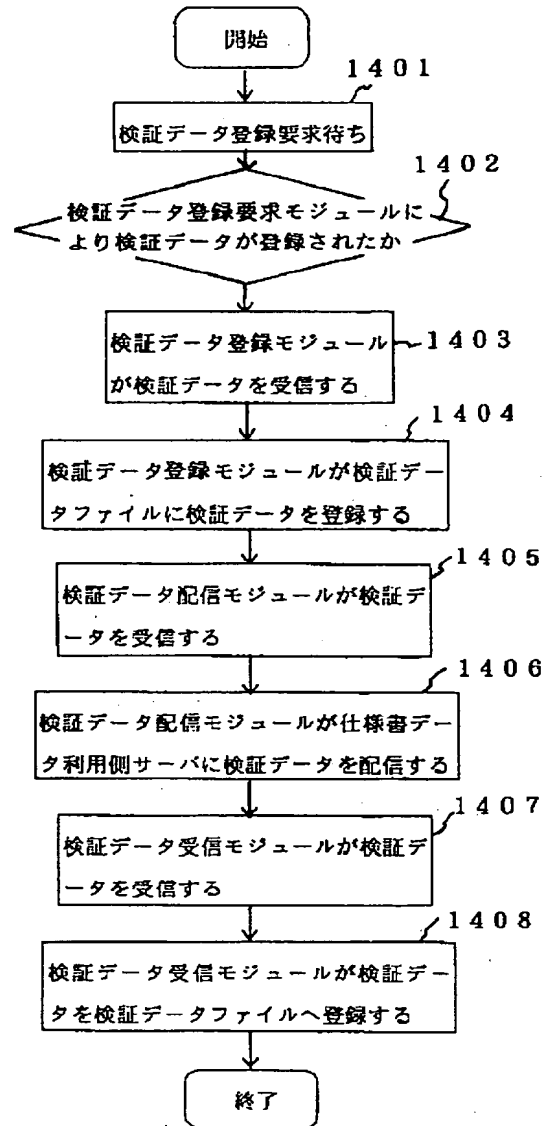 開始
1401
検証データ登録要求待ち
1402
検証データ登録要求モジュールに
より検証データが登録されたか
検証データ登録モジュール
が検証データを受信する
1403
1404
検証データ登録モジュールが検証デー
タファイルに検証データを登録する
1405
検証データ配信モジュールが検証デ
ータを受信する
1406
検証データ配信モジュールが仕様書デー
タ利用側サーバに検証データを配信する
1407
検証データ受信モジュールが検証デ
ータを受信する
1408
検証データ受信モジュールが検証デー
タを検証データファイルへ登録する
終了